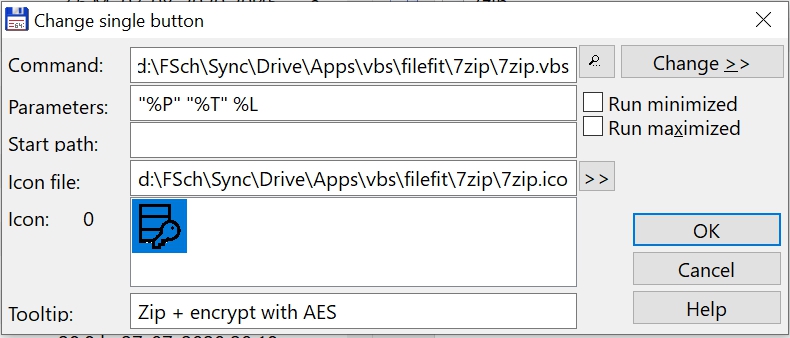 Change single button
Command: d:\FSch\Sync\Drive\Apps\vbs\filefit\7zip\7zip.vbs Change >>
Parameters: "%P" "%T" %L Run minimized
Run maximized
Start path:
Icon file: d:\FSch\Sync\Drive\Apps\vbs\filefit\7zip\7zip.ico >>
Icon: 0
OK
Cancel
Tooltip: Zip + encrypt with AES Help